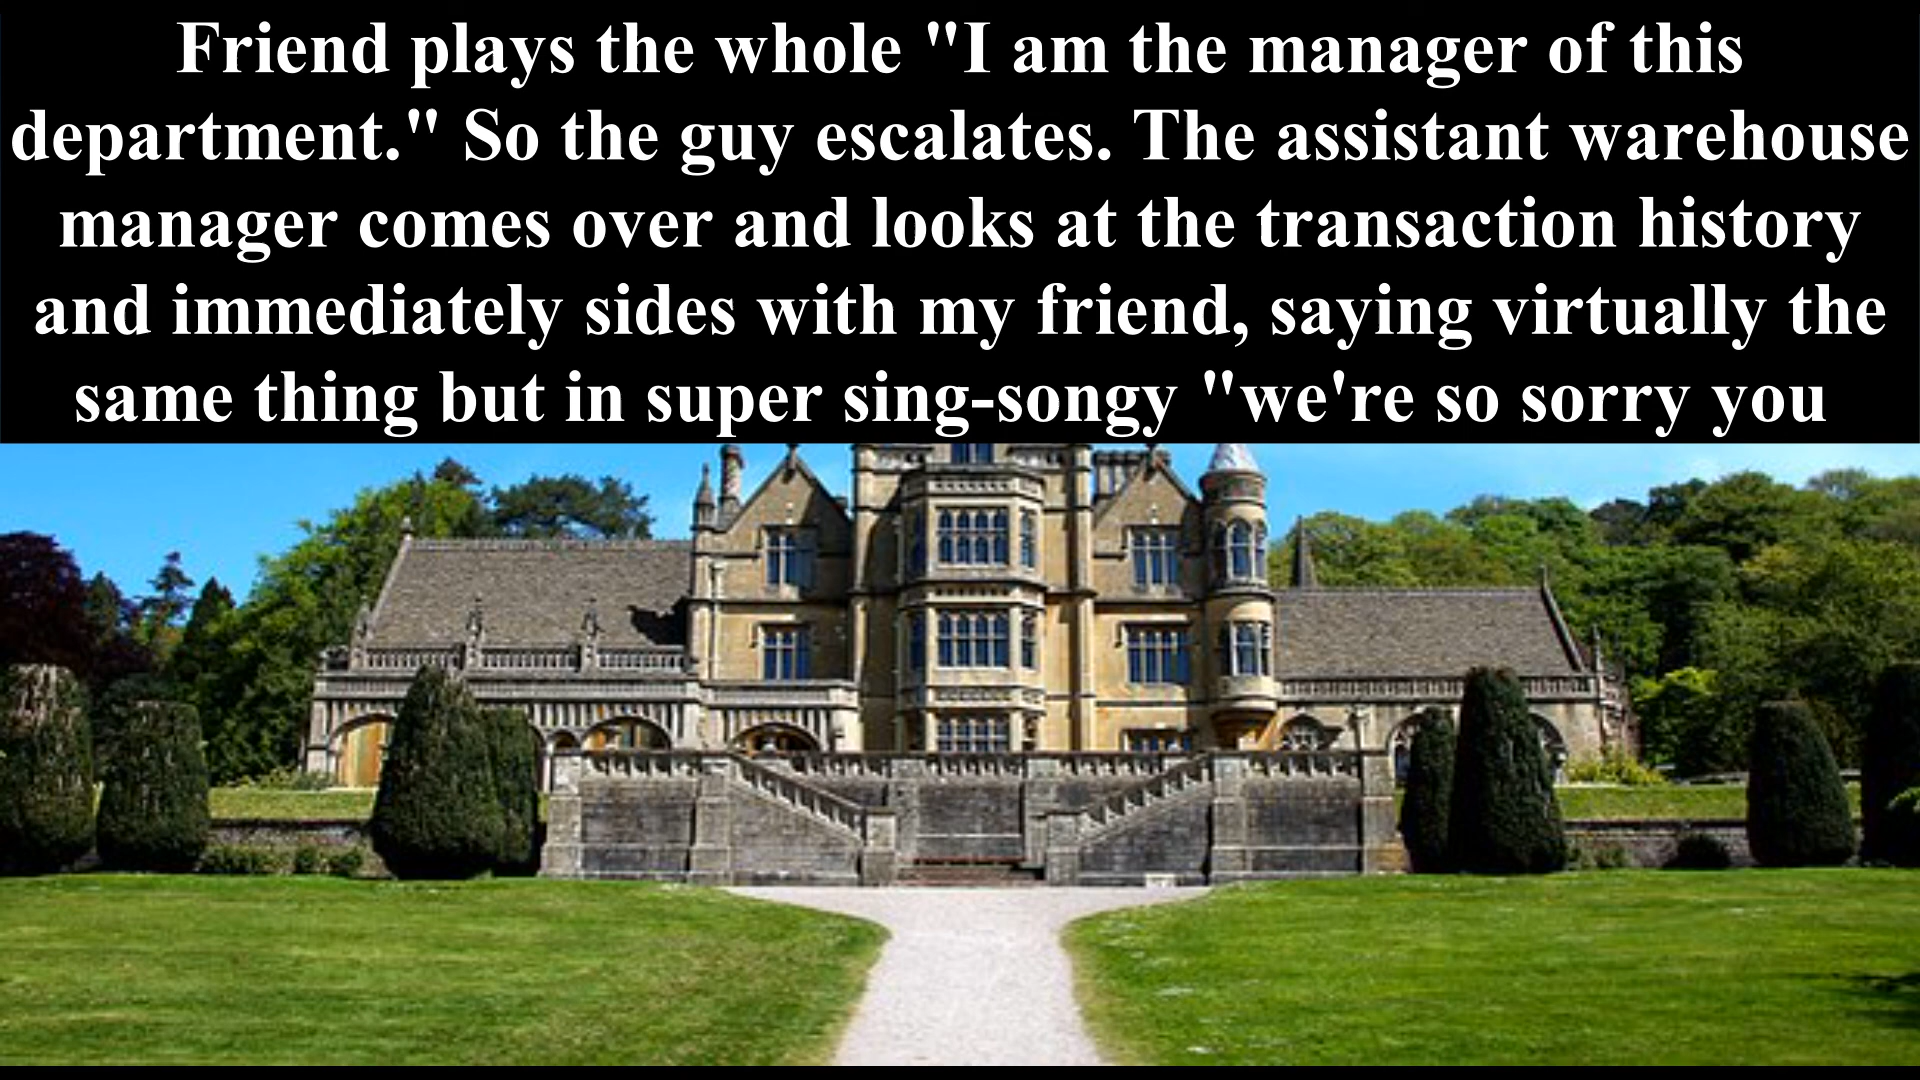 Friend plays the whole "I am the manager of this
department." So the guy escalates. The assistant warehouse
manager comes over and looks at the transaction history
and immediately sides with my friend, saying virtually the
same thing but in super sing-songy "we're so sorry you